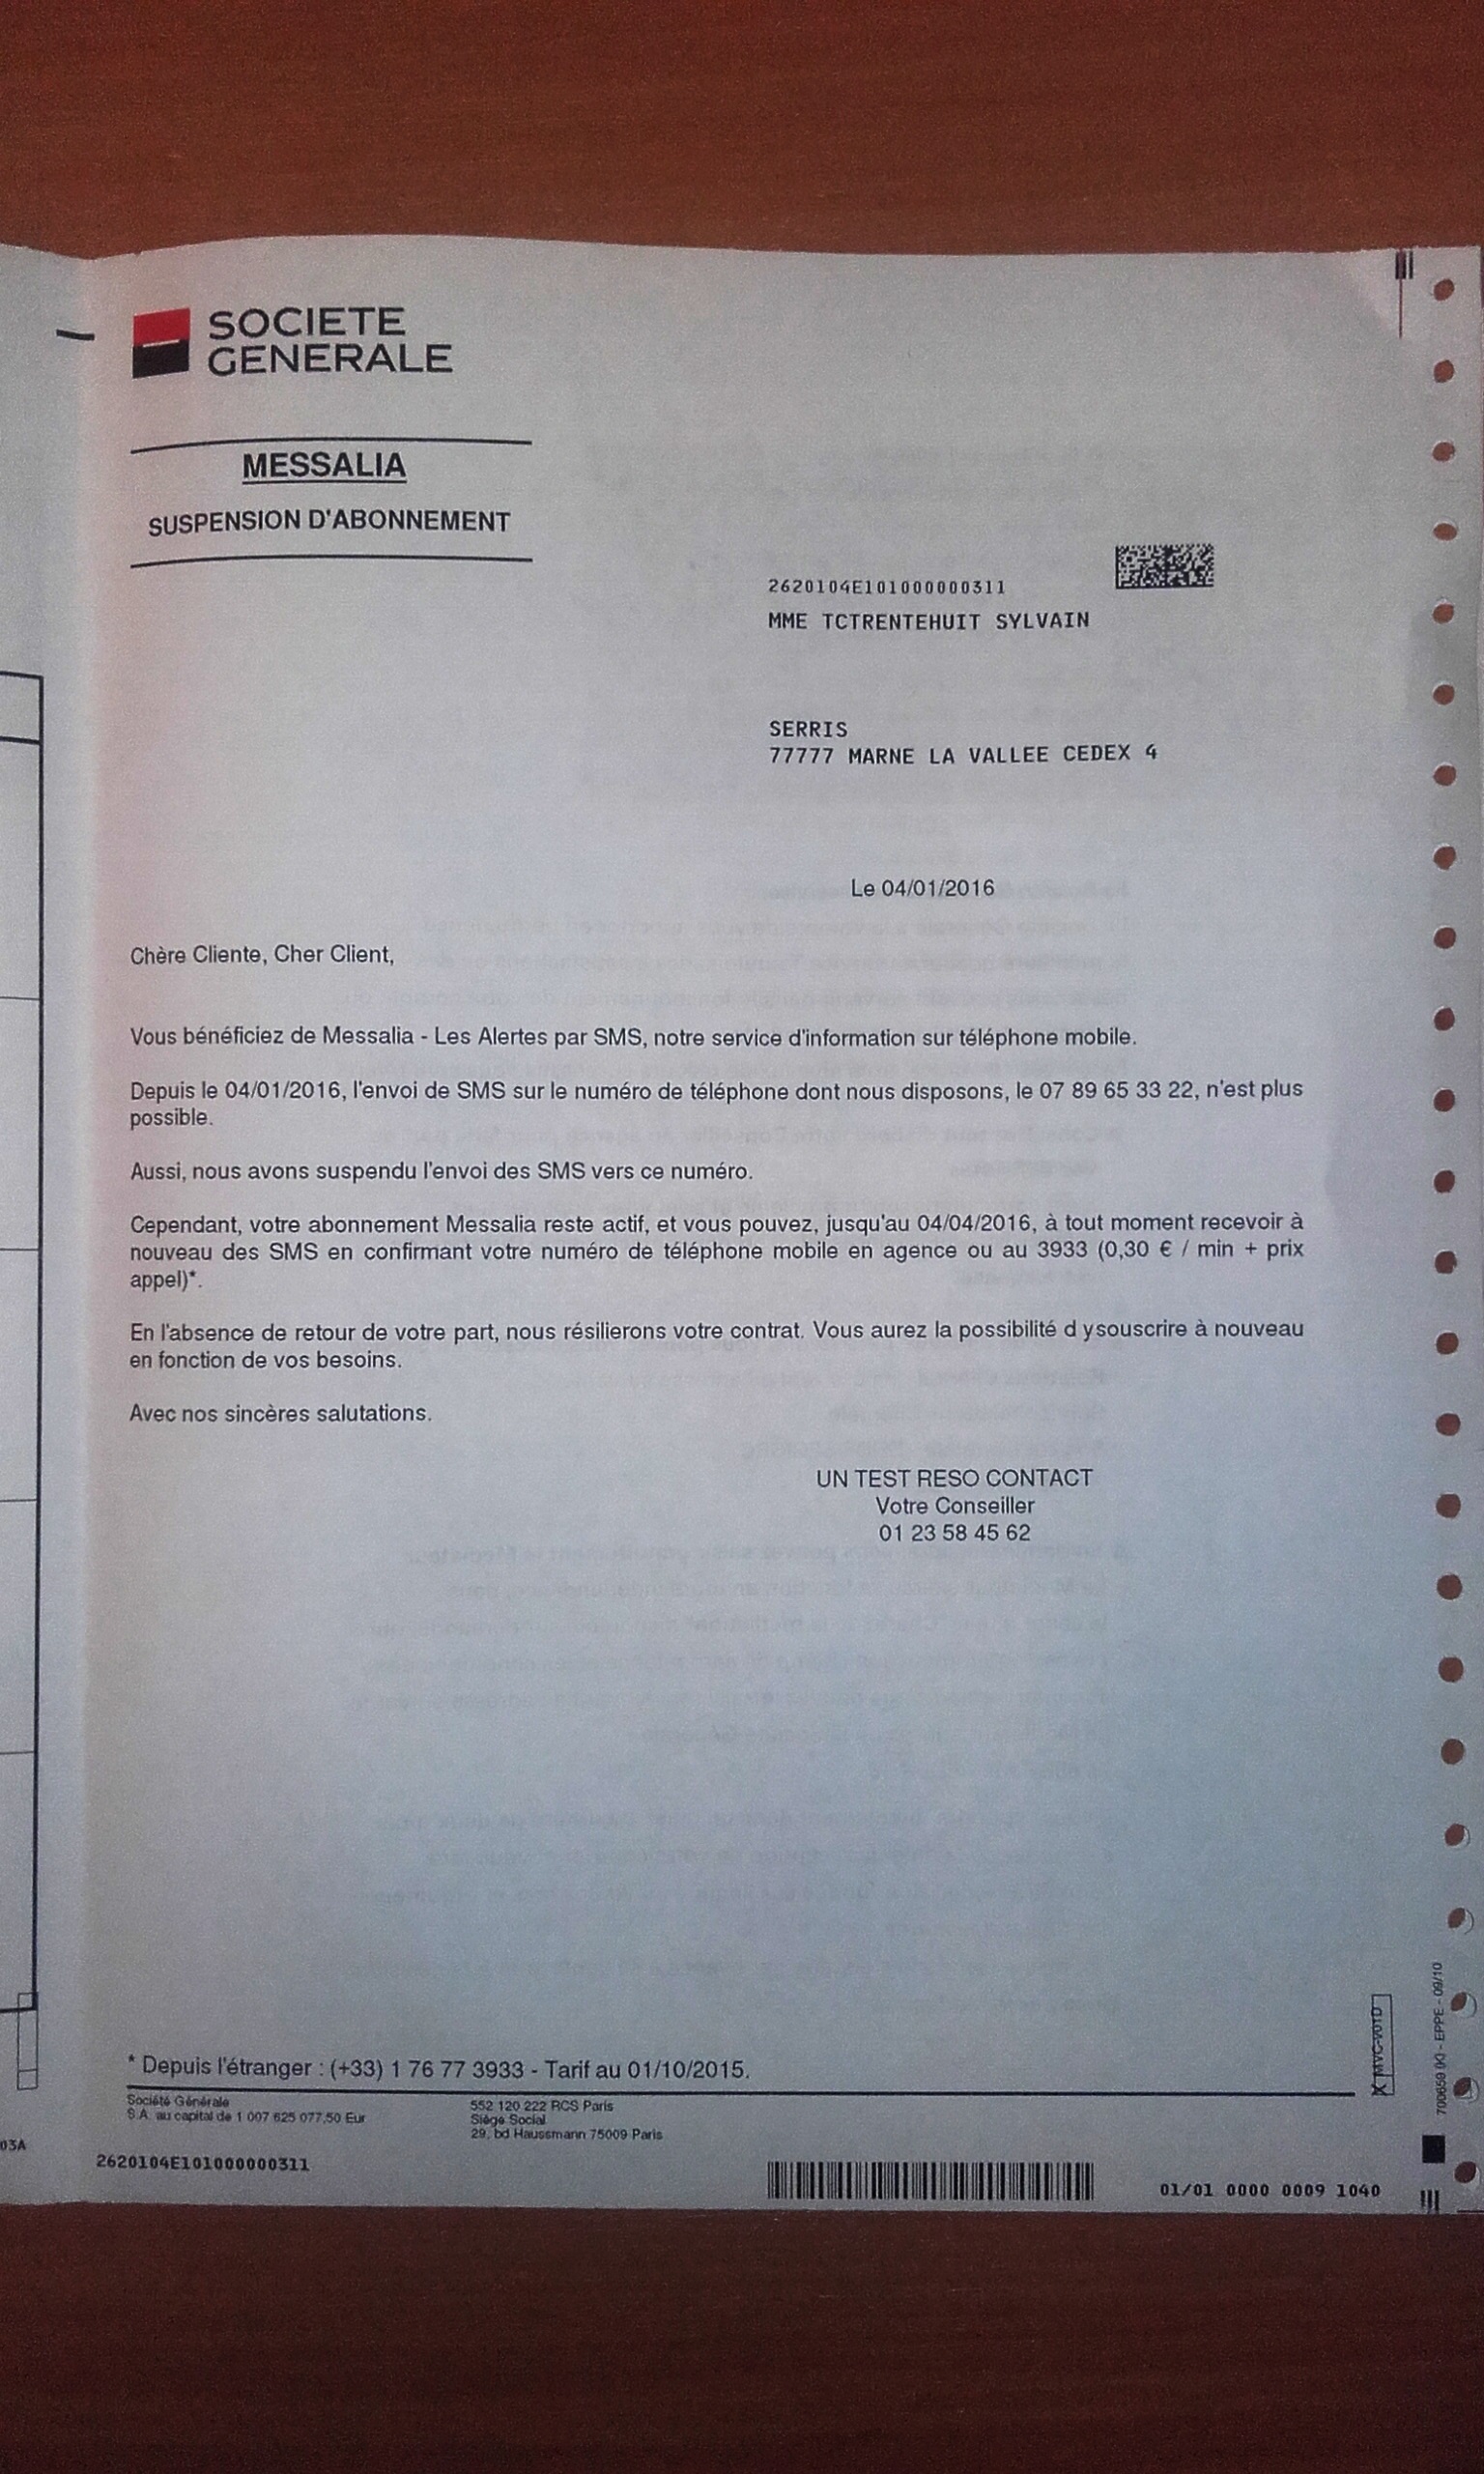 SOCIETE
GENERALE
MESSALIA
SUSPENSION D'ABONNEMENT
2620104E101000000311
MME TCTRENTEHUIT SYLVAIN
SERRIS
77777 MARNE LA VALLEE CEDEX 4
Le 04/01/2016
Chère Cliente, Cher Client,
Vous bénéficiez de Messalia - Les Alertes par SMS, notre service d'information sur téléphone mobile.
Depuis le 04/01/2016, l'envoi de SMS sur le numéro de téléphone dont nous disposons, le 07 89 65 33 22, n'est plus
possible.
Aussi, nous avons suspendu l'envoi des SMS vers ce numéro.
Cependant, votre abonnement Messalia reste actif, et vous pouvez, jusqu'au 04/04/2016, à tout moment recevoir à
nouveau des SMS en confirmant votre numéro de téléphone mobile en agence ou au 3933 (0,30 € / min + prix
appel)*.
En l'absence de retour de votre part, nous résilierons votre contrat. Vous aurez la possibilité d ysouscrire à nouveau
en fonction de vos besoins.
Avec nos sincères salutations.
UN TEST RESO CONTACT
Votre Conseiller
01 23 58 45 62
* Depuis l'étranger : (+33) 1 76 77 3933 - Tarif au 01/10/2015.
Société Générale
S.A. au capital de 1 007 625 077,50 Eur
552 120 222 RCS Paris
Siège Social
29, bd Haussmann 75009 Paris
03A
2620104E101000000311
01/01 0000 0009 1040
X MVC-V01D
700659 00 - EPPE - 09/10